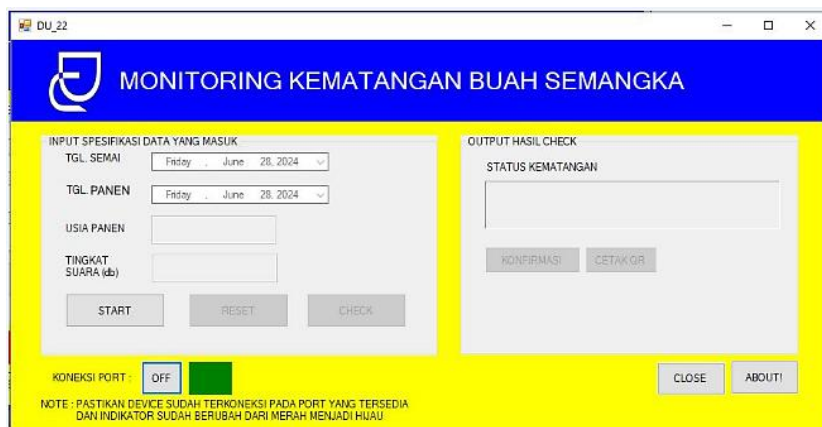 DU_22
MONITORING KEMATANGAN BUAH SEMANGKA
INPUT SPESIFIKASI DATA YANG MASUK
TGL. SEMAI
Friday , June 28, 2024
TGL. PANEN
Friday , June 28, 2024
USIA PANEN
TINGKAT
SUARA (db)
START RESET CHECK
OUTPUT HASIL CHECK
STATUS KEMATANGAN
KONFIRMASI CETAK QR
KONEKSI PORT : OFF
CLOSE ABOUT!
NOTE : PASTIKAN DEVICE SUDAH TERKONEKSI PADA PORT YANG TERSEDIA
DAN INDIKATOR SUDAH BERUBAH DARI MERAH MENJADI HIJAU